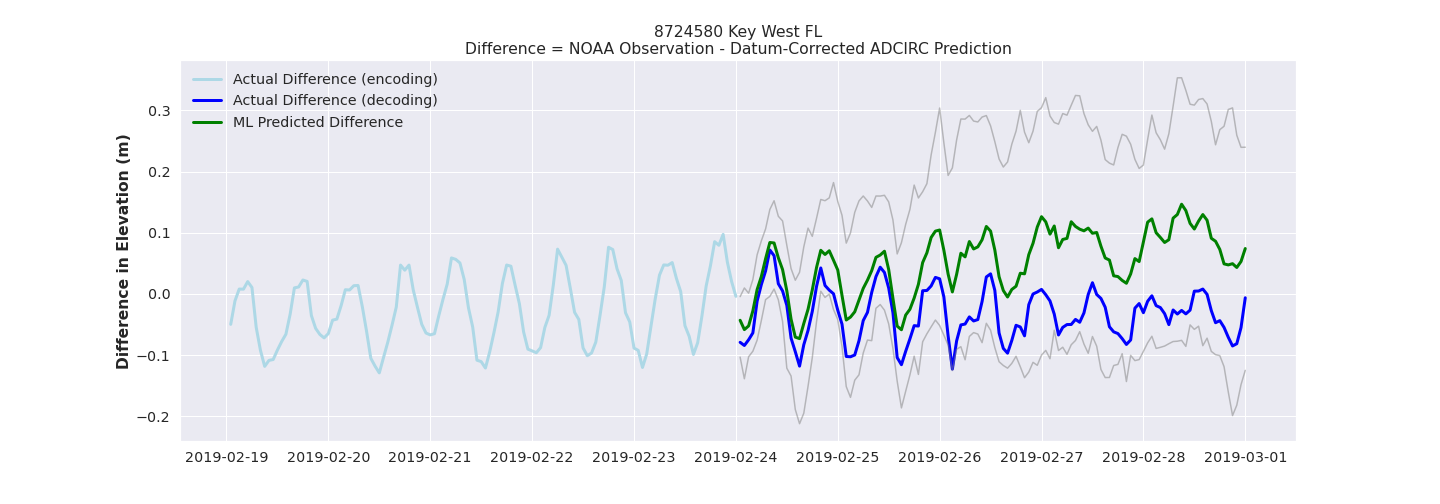 8724580 Key West FL
Difference = NOAA Observation - Datum-Corrected ADCIRC Prediction
Actual Difference (encoding)
Actual Difference (decoding)
ML Predicted Difference
Difference in Elevation (m)
0.3
0.2
0.1
0.0
−0.1
−0.2
2019-02-19 2019-02-20 2019-02-21 2019-02-22 2019-02-23 2019-02-24 2019-02-25 2019-02-26 2019-02-27 2019-02-28 2019-03-01